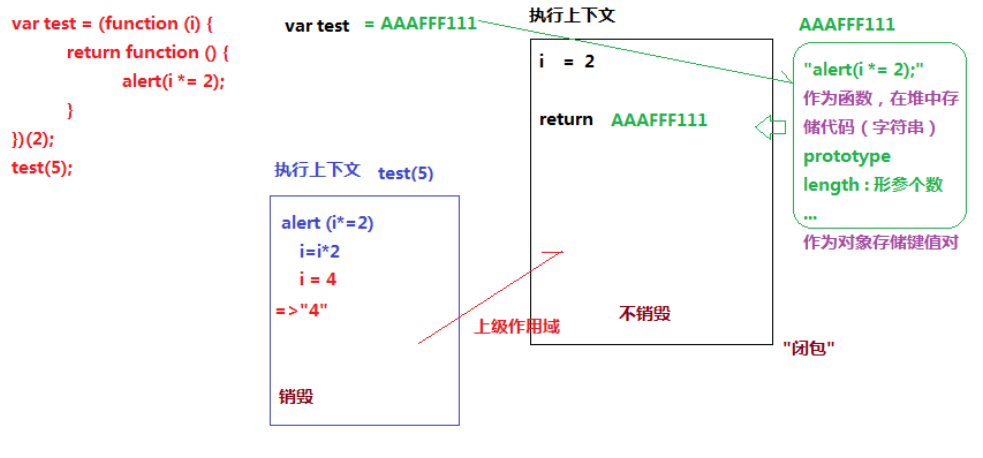 var test = (function (i) {
return function () {
alert(i *= 2);
}
})(2);
test(5);
var test = AAAFFF111
执行上下文
i = 2
return AAAFFF111
不销毁
"闭包"
AAAFFF111
"alert(i *= 2);"
作为函数，在堆中存
储代码（字符串）
prototype
length : 形参个数
...
作为对象存储键值对
执行上下文 test(5)
alert (i*=2)
i=i*2
i = 4
=>"4"
销毁
上级作用域